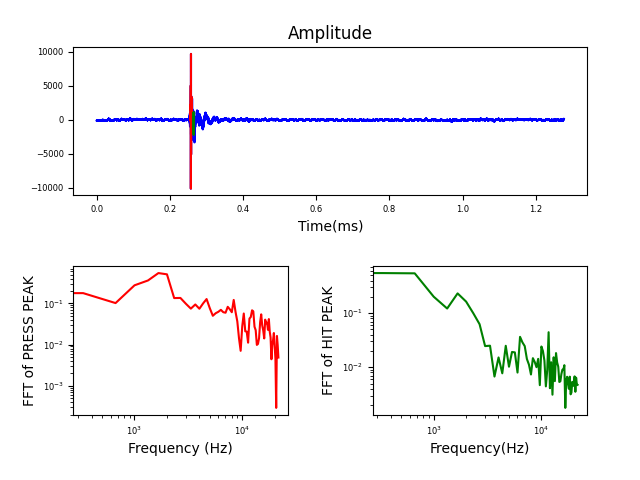 Amplitude
10000
5000
0
−5000
−10000
0.0 0.2 0.4 0.6 0.8 1.0 1.2
Time(ms)
FFT of PRESS PEAK
10⁻¹
10⁻²
10⁻³
10³ 10⁴
Frequency (Hz)
FFT of HIT PEAK
10⁻¹
10⁻²
10³ 10⁴
Frequency(Hz)